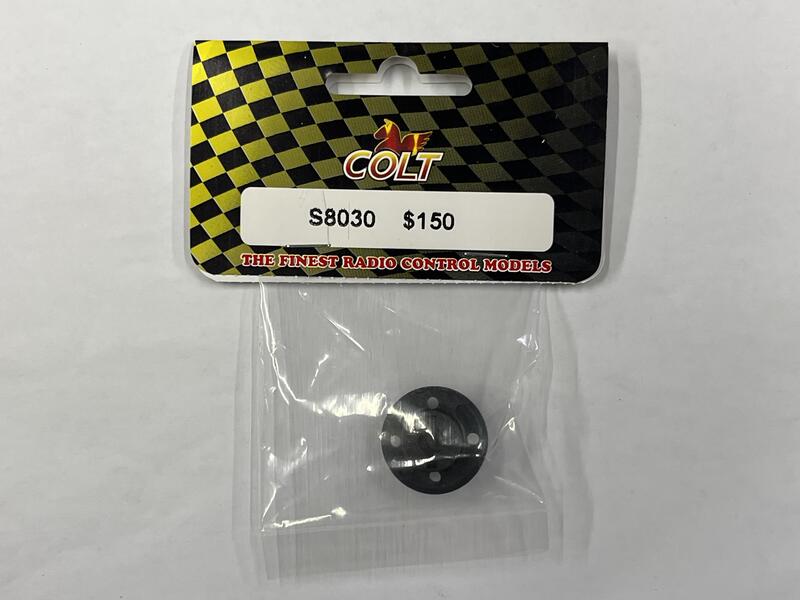 COLT
S8030 $150
THE FINEST RADIO CONTROL MODELS